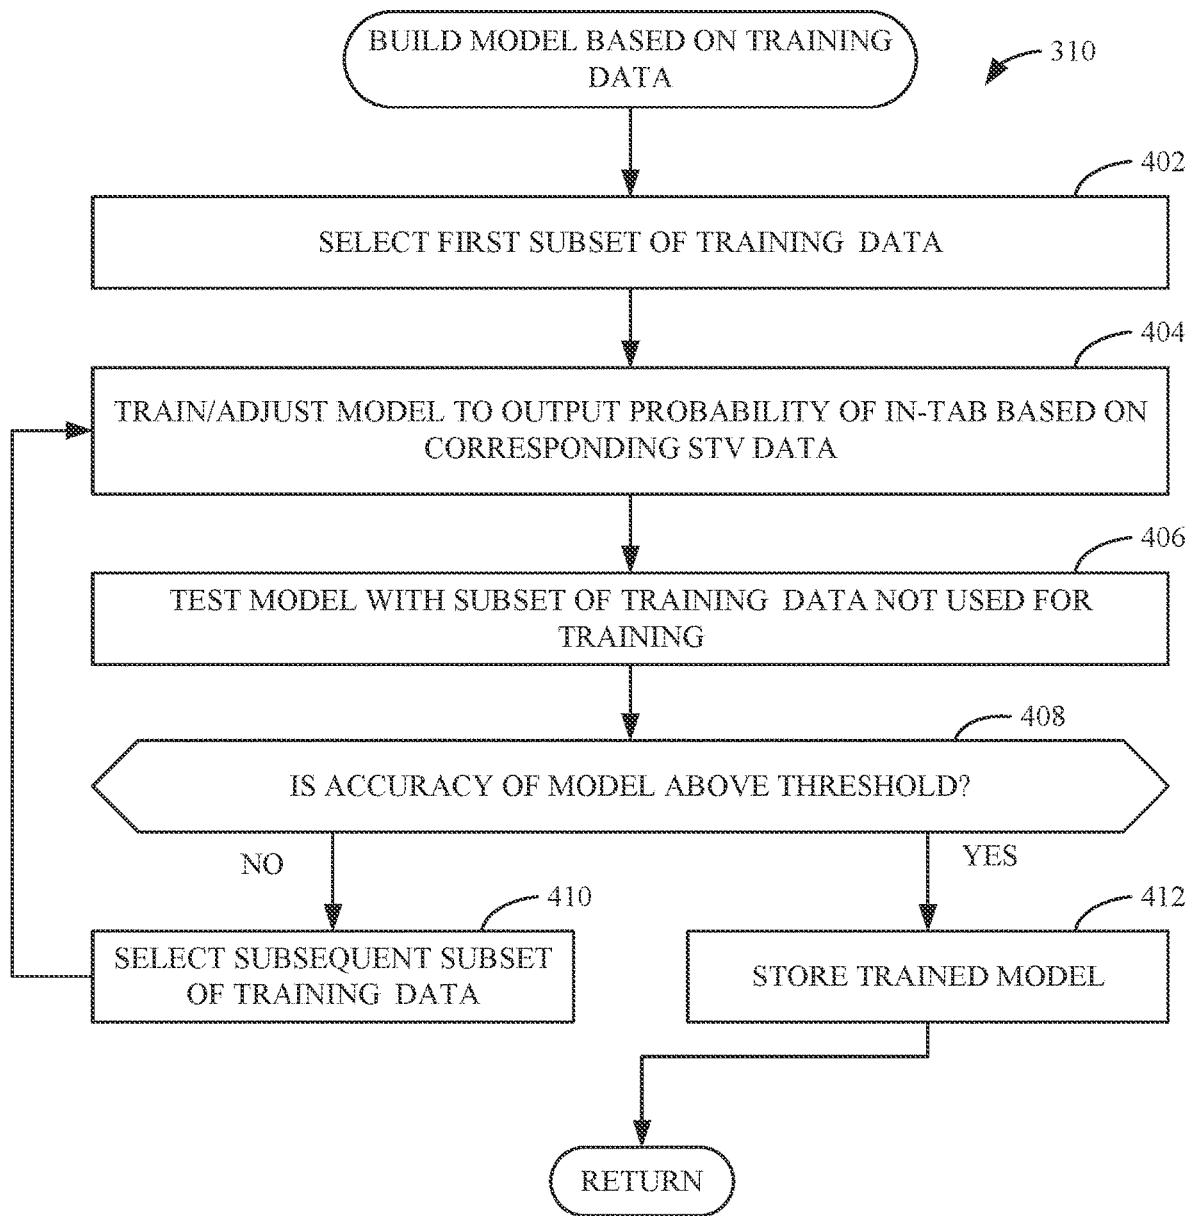 BUILD MODEL BASED ON TRAINING
DATA
310
402
SELECT FIRST SUBSET OF TRAINING DATA
404
TRAIN/ADJUST MODEL TO OUTPUT PROBABILITY OF IN-TAB BASED ON
CORRESPONDING STV DATA
406
TEST MODEL WITH SUBSET OF TRAINING DATA NOT USED FOR
TRAINING
408
IS ACCURACY OF MODEL ABOVE THRESHOLD?
NO
YES
410
SELECT SUBSEQUENT SUBSET
OF TRAINING DATA
412
STORE TRAINED MODEL
RETURN